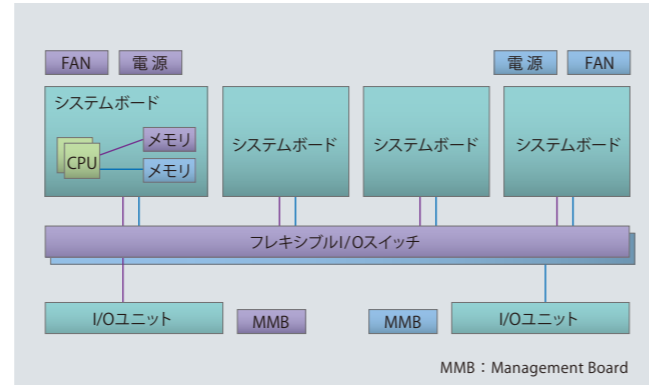 FAN
電源
電源
FAN
システムボード
CPU
メモリ
メモリ
システムボード
システムボード
システムボード
フレキシブルI/Oスイッチ
I/Oユニット
MMB
MMB
I/Oユニット
MMB：Management Board